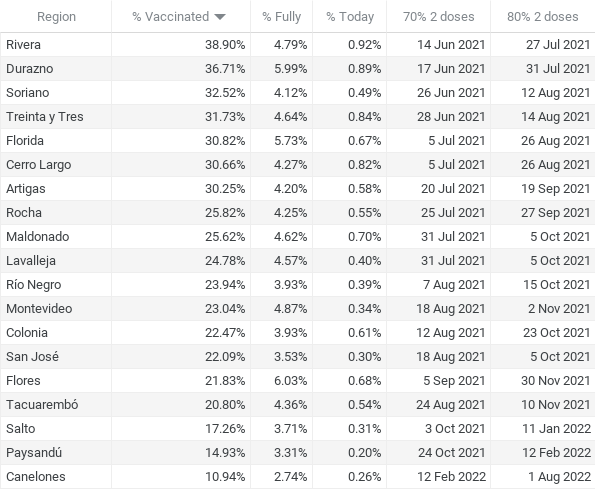 Region % Vaccinated % Fully % Today 70% 2 doses 80% 2 doses
Rivera 38.90% 4.79% 0.92% 14 Jun 2021 27 Jul 2021
Durazno 36.71% 5.99% 0.89% 17 Jun 2021 31 Jul 2021
Soriano 32.52% 4.12% 0.49% 26 Jun 2021 12 Aug 2021
Treinta y Tres 31.73% 4.64% 0.84% 28 Jun 2021 14 Aug 2021
Florida 30.82% 5.73% 0.67% 5 Jul 2021 26 Aug 2021
Cerro Largo 30.66% 4.27% 0.82% 5 Jul 2021 26 Aug 2021
Artigas 30.25% 4.20% 0.58% 20 Jul 2021 19 Sep 2021
Rocha 25.82% 4.25% 0.55% 25 Jul 2021 27 Sep 2021
Maldonado 25.62% 4.62% 0.70% 31 Jul 2021 5 Oct 2021
Lavalleja 24.78% 4.57% 0.40% 31 Jul 2021 5 Oct 2021
Río Negro 23.94% 3.93% 0.39% 7 Aug 2021 15 Oct 2021
Montevideo 23.04% 4.87% 0.34% 18 Aug 2021 2 Nov 2021
Colonia 22.47% 3.93% 0.61% 12 Aug 2021 23 Oct 2021
San José 22.09% 3.53% 0.30% 18 Aug 2021 5 Oct 2021
Flores 21.83% 6.03% 0.68% 5 Sep 2021 30 Nov 2021
Tacuarembó 20.80% 4.36% 0.54% 24 Aug 2021 10 Nov 2021
Salto 17.26% 3.71% 0.31% 3 Oct 2021 11 Jan 2022
Paysandú 14.93% 3.31% 0.20% 24 Oct 2021 12 Feb 2022
Canelones 10.94% 2.74% 0.26% 12 Feb 2022 1 Aug 2022